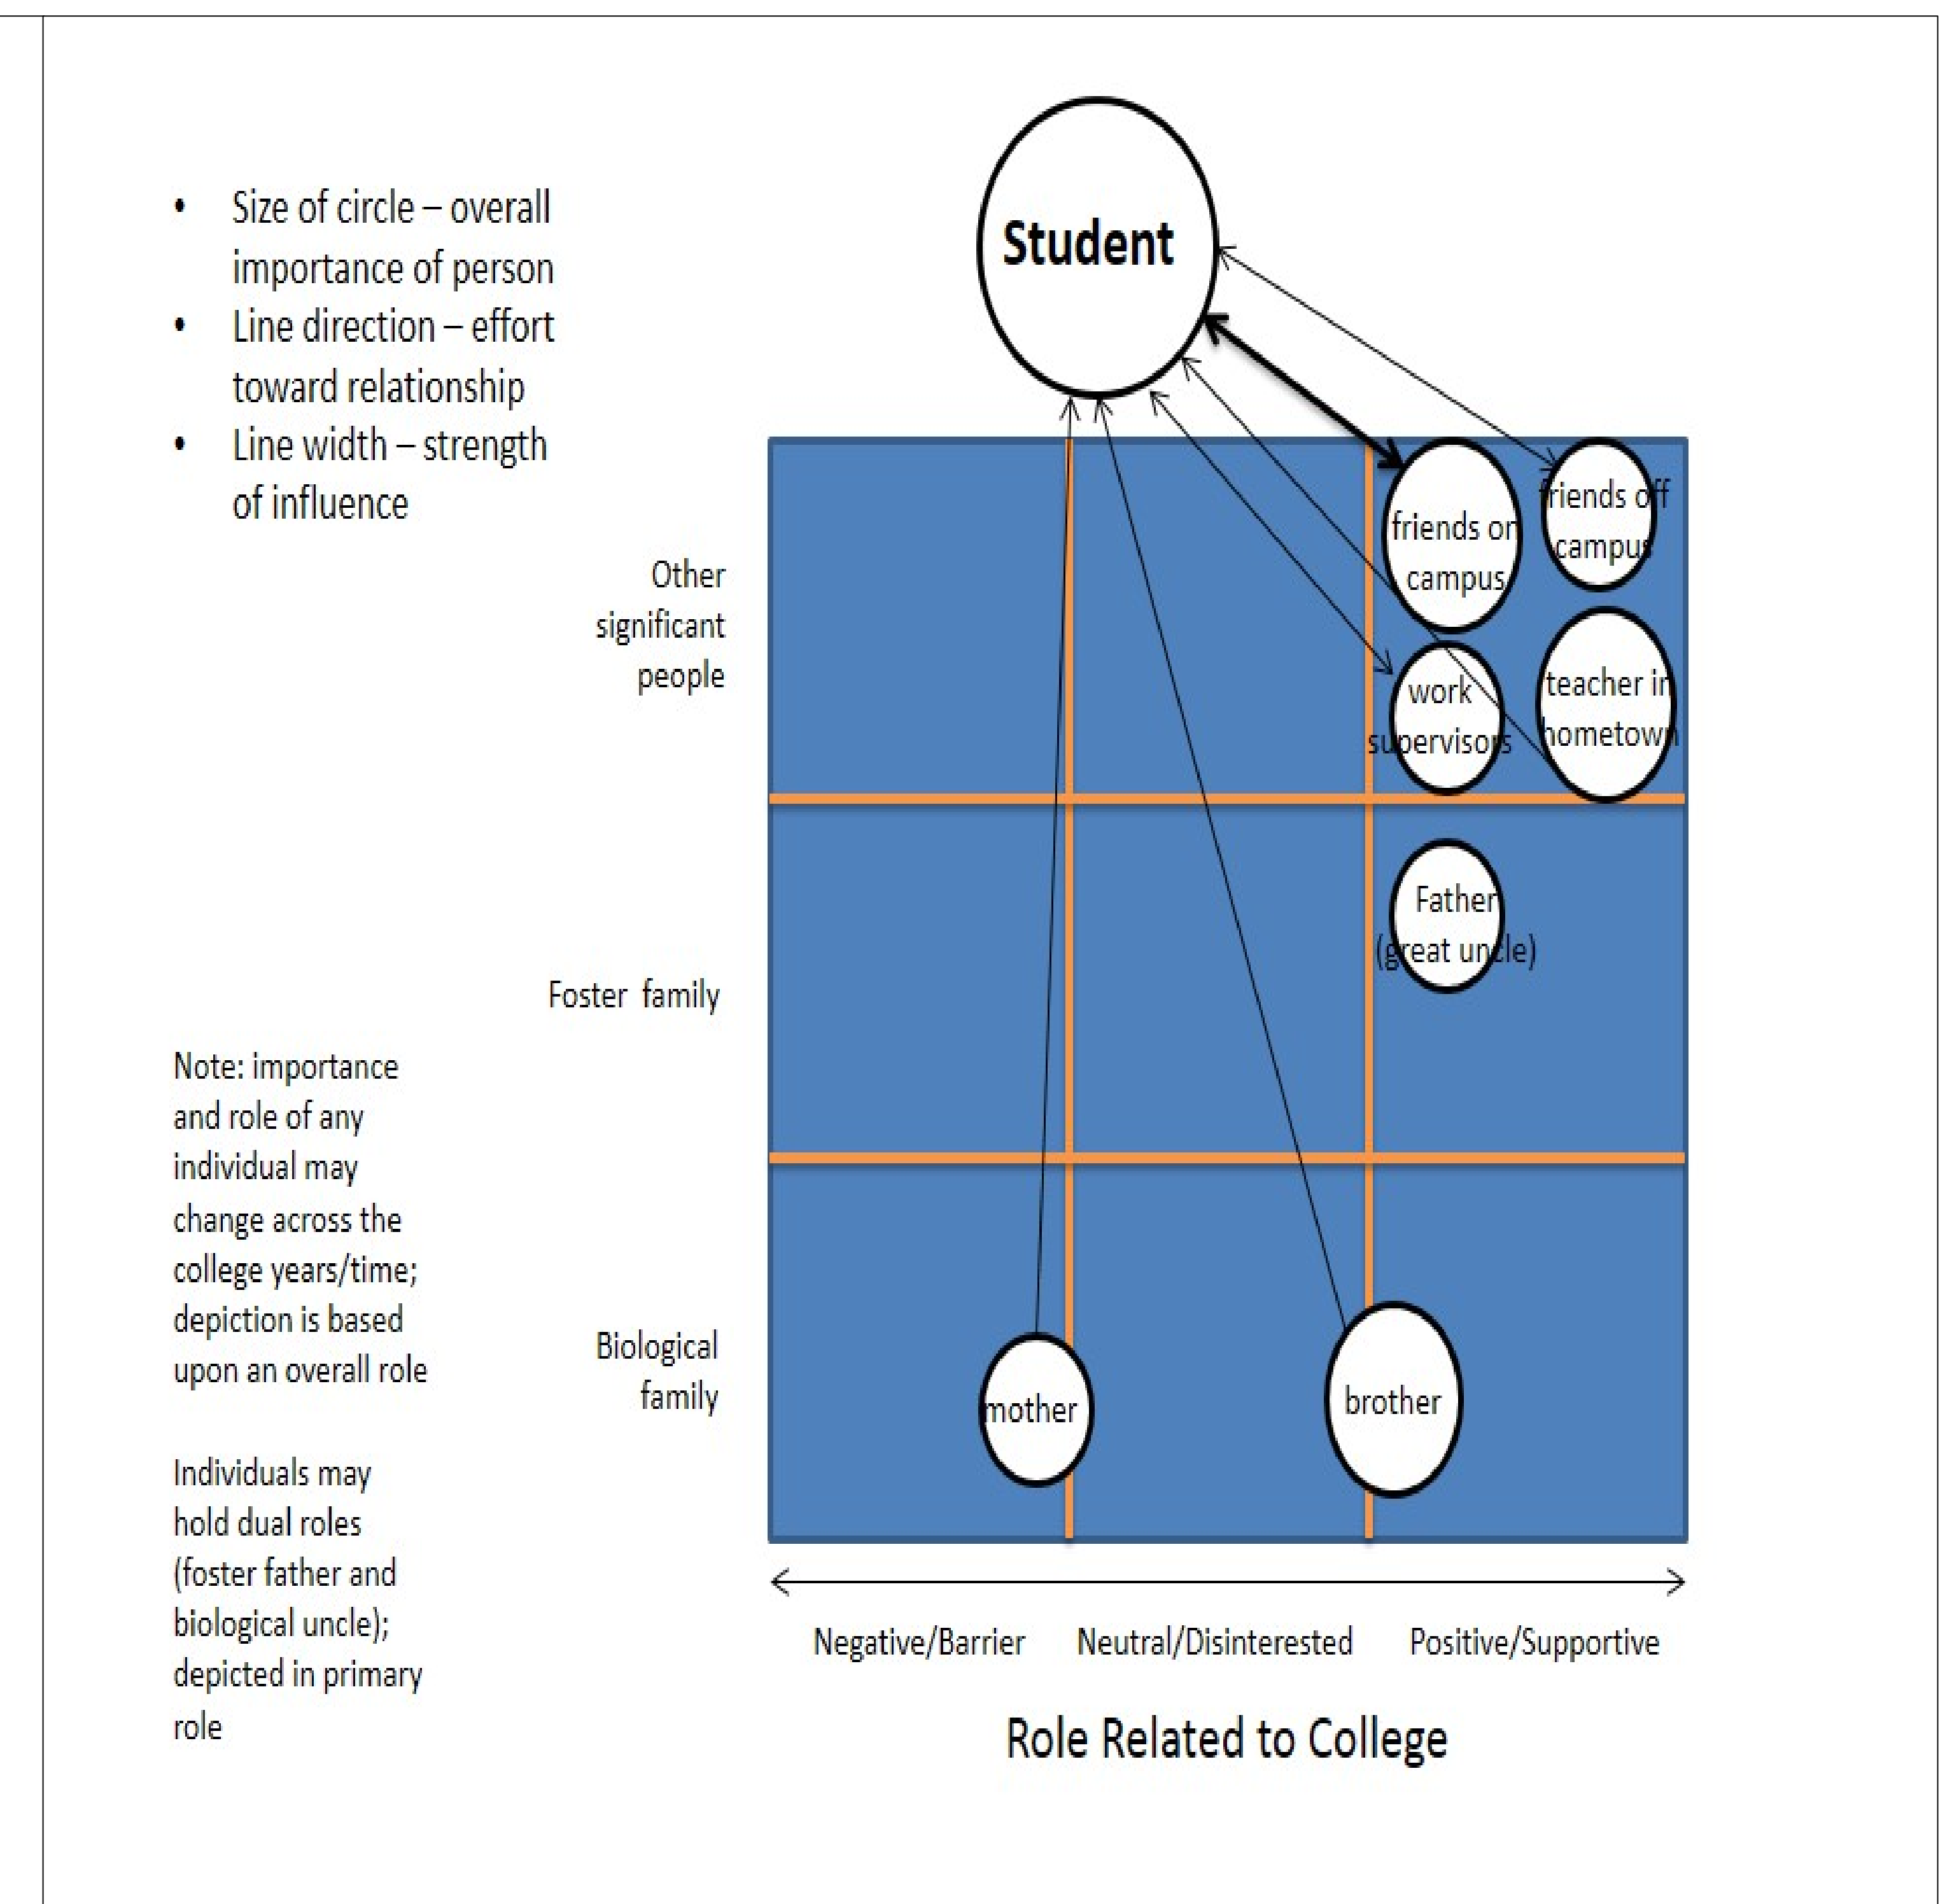 • Size of circle – overall
importance of person
• Line direction – effort
toward relationship
• Line width – strength
of influence
Student
friends on
campus
friends off
campus
work
supervisors
teacher in
hometown
Other
significant
people
Father
(great uncle)
Foster family
mother
brother
Biological
family
Note: importance
and role of any
individual may
change across the
college years/time;
depiction is based
upon an overall role
Individuals may
hold dual roles
(foster father and
biological uncle);
depicted in primary
role
Negative/Barrier
Neutral/Disinterested
Positive/Supportive
Role Related to College